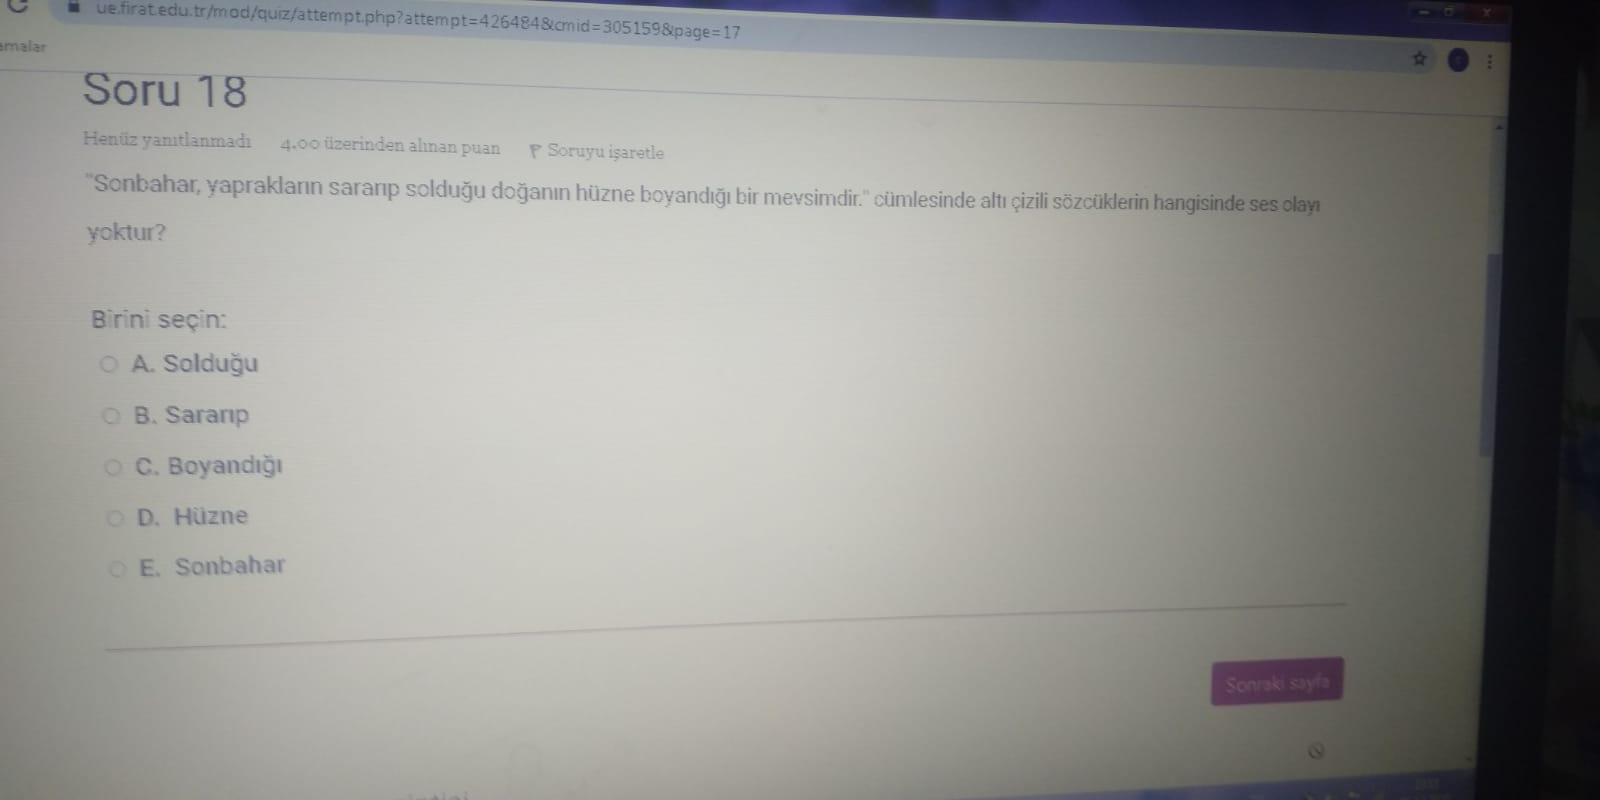 ue.firat.edu.tr/mod/quiz/attempt.php?attempt=426484&cmid=305159&page=17
amalar
Soru 18
Henüz yanıtlanmadı 4,00 üzerinden alınan puan Soruyu işaretle
"Sonbahar, yaprakların sararıp solduğu doğanın hüzne boyandığı bir mevsimdir." cümlesinde altı çizili sözcüklerin hangisinde ses olayı
yoktur?
Birini seçin:
A. Solduğu
B. Sararıp
C. Boyandığı
D. Hüzne
E. Sonbahar
Sonraki sayfa